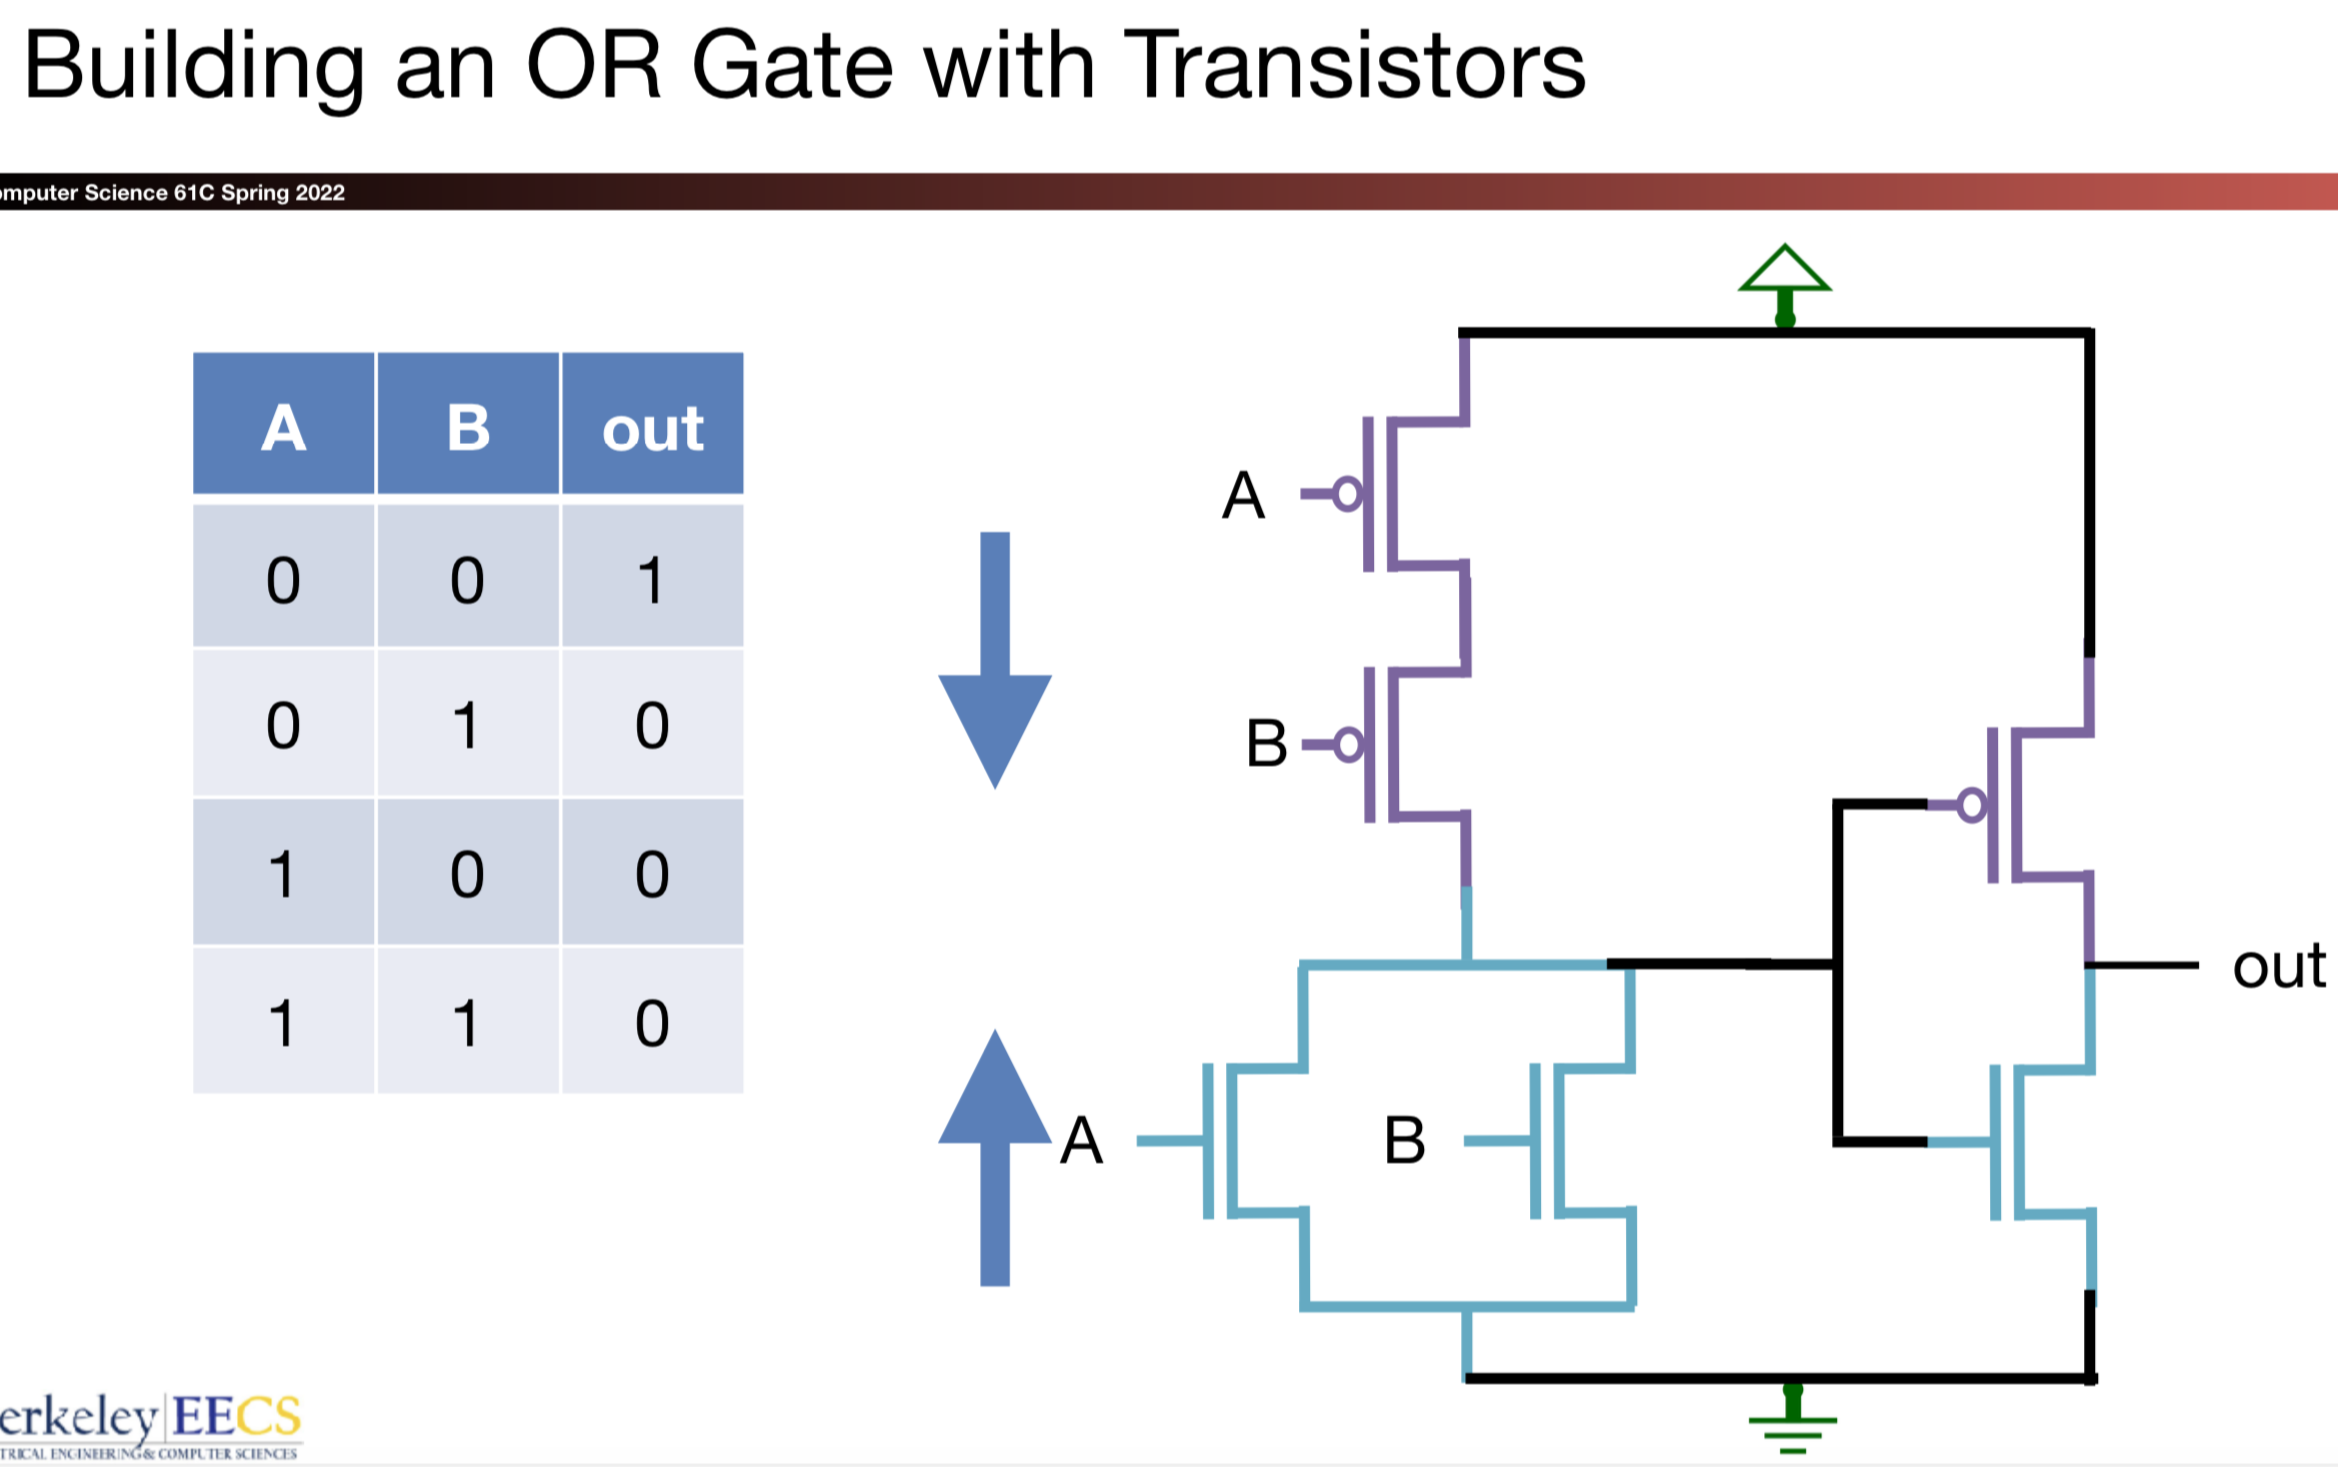 Building an OR Gate with Transistors
omputer Science 61C Spring 2022
A B out
0 0 1
0 1 0
1 0 0
1 1 0
A
B
out
A
B
erkeley EECS
TRICAL ENGINEERING & COMPUTER SCIENCES